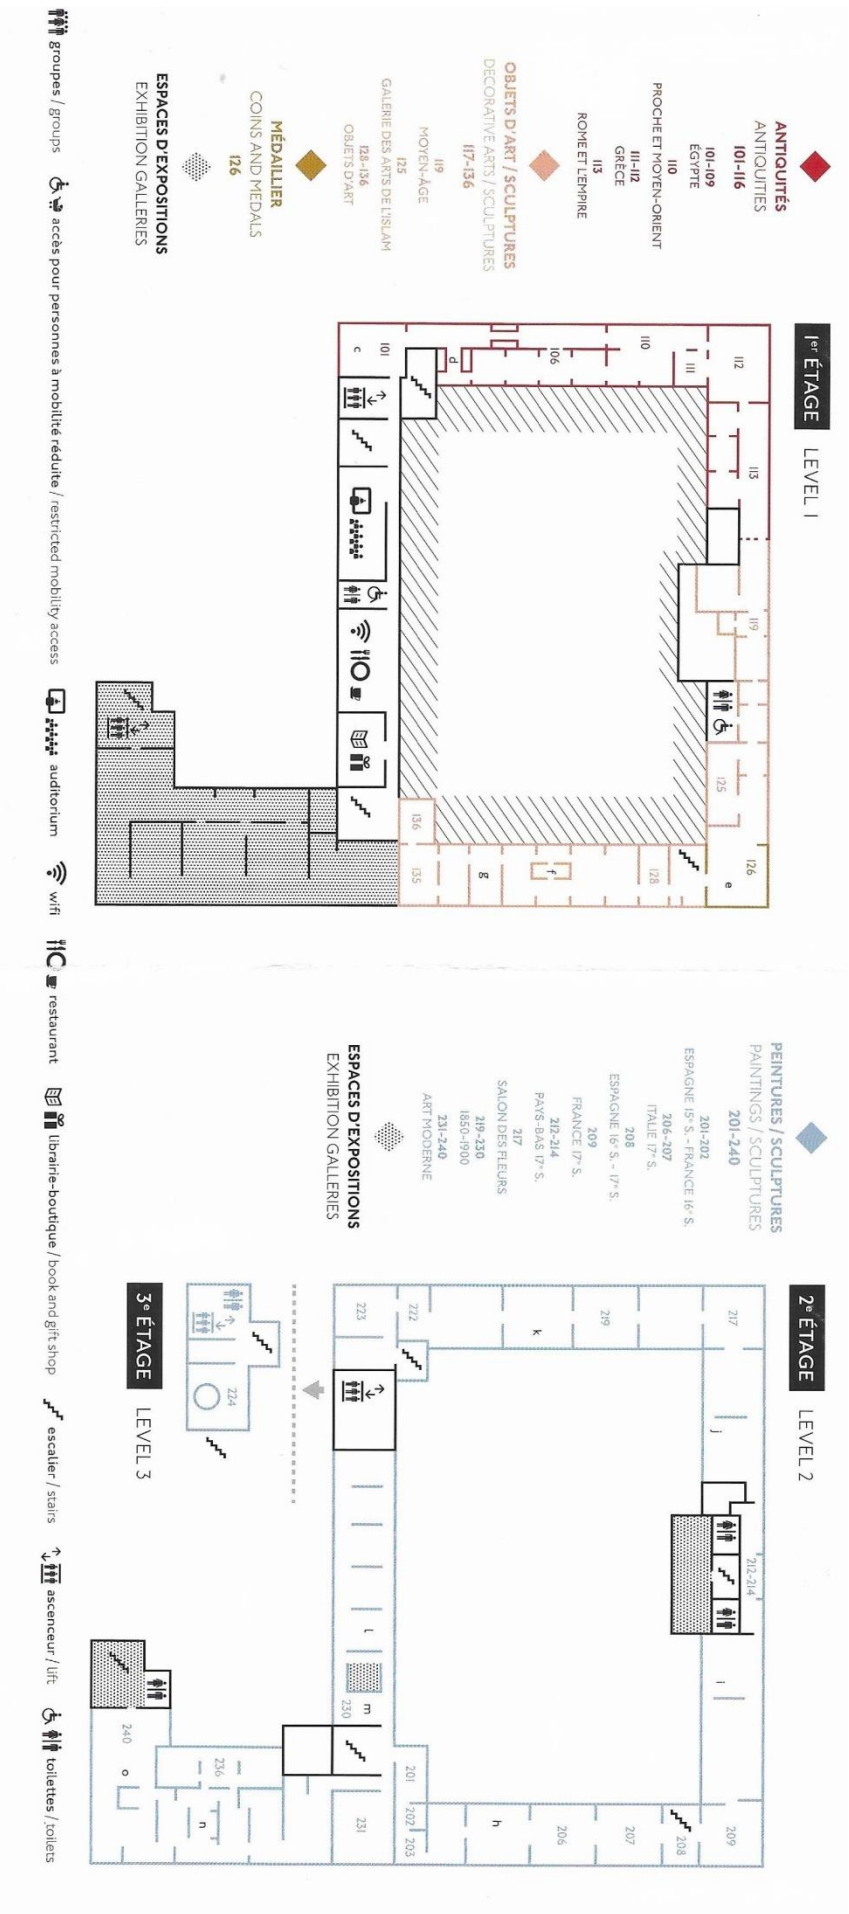 1er ÉTAGE LEVEL 1
ANTIQUITÉS
ANTIQUITIES
101-116
101-109
ÉGYPTE
110
PROCHE ET MOYEN-ORIENT
111-112
GRÈCE
113
ROME ET L'EMPIRE
OBJETS D'ART / SCULPTURES
DECORATIVE ARTS / SCULPTURES
117-136
119
MOYEN-ÂGE
125
GALERIE DES ARTS DE L'ISLAM
128-136
OBJETS D'ART
MÉDAILLIER
COINS AND MEDALS
126
ESPACES D'EXPOSITIONS
EXHIBITION GALLERIES
112
113
119
125
126
e
111
110
106
d
101
c
128
f
g
136
135
2e ÉTAGE LEVEL 2
PEINTURES / SCULPTURES
PAINTINGS / SCULPTURES
201-240
201-202
ESPAGNE 15e S. - FRANCE 16e S.
206-207
ITALIE 17e S.
208
ESPAGNE 16e S. - 17e S.
209
FRANCE 17e S.
212-214
PAYS-BAS 17e S.
217
SALON DES FLEURS
219-230
1850-1900
231-240
ART MODERNE
ESPACES D'EXPOSITIONS
EXHIBITION GALLERIES
217
j
212-214
i
209
208
219
207
k
206
h
222
201
202
203
223
l
m
230
231
236
n
240
o
3e ÉTAGE LEVEL 3
224
groupes / groups
accès pour personnes à mobilité réduite / restricted mobility access
auditorium
wifi
restaurant
librairie-boutique / book and gift shop
escalier / stairs
ascenceur / lift
toilettes / toilets